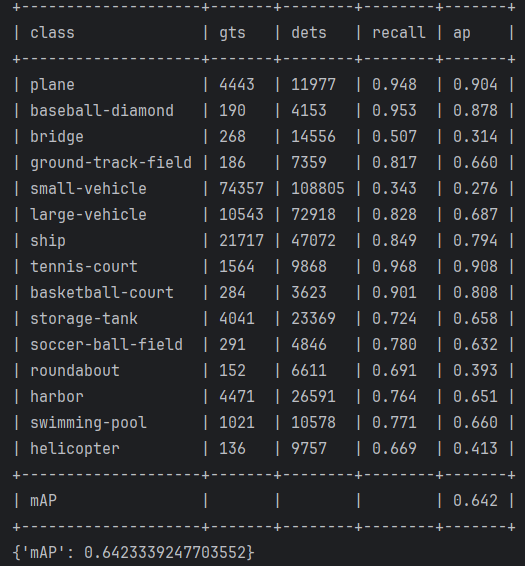 +--------------------+-------+--------+--------+-------+
| class              | gts   | dets   | recall | ap    |
+--------------------+-------+--------+--------+-------+
| plane              | 4443  | 11977  | 0.948  | 0.904 |
| baseball-diamond   | 190   | 4153   | 0.953  | 0.878 |
| bridge             | 268   | 14556  | 0.507  | 0.314 |
| ground-track-field | 186   | 7359   | 0.817  | 0.660 |
| small-vehicle      | 74357 | 108805 | 0.343  | 0.276 |
| large-vehicle      | 10543 | 72918  | 0.828  | 0.687 |
| ship               | 21717 | 47072  | 0.849  | 0.794 |
| tennis-court       | 1564  | 9868   | 0.968  | 0.908 |
| basketball-court   | 284   | 3623   | 0.901  | 0.808 |
| storage-tank       | 4041  | 23369  | 0.724  | 0.658 |
| soccer-ball-field  | 291   | 4846   | 0.780  | 0.632 |
| roundabout         | 152   | 6611   | 0.691  | 0.393 |
| harbor             | 4471  | 26591  | 0.764  | 0.651 |
| swimming-pool      | 1021  | 10578  | 0.771  | 0.660 |
| helicopter         | 136   | 9757   | 0.669  | 0.413 |
+--------------------+-------+--------+--------+-------+
| mAP                |       |        |        | 0.642 |
+--------------------+-------+--------+--------+-------+
{'mAP': 0.6423339247703552}